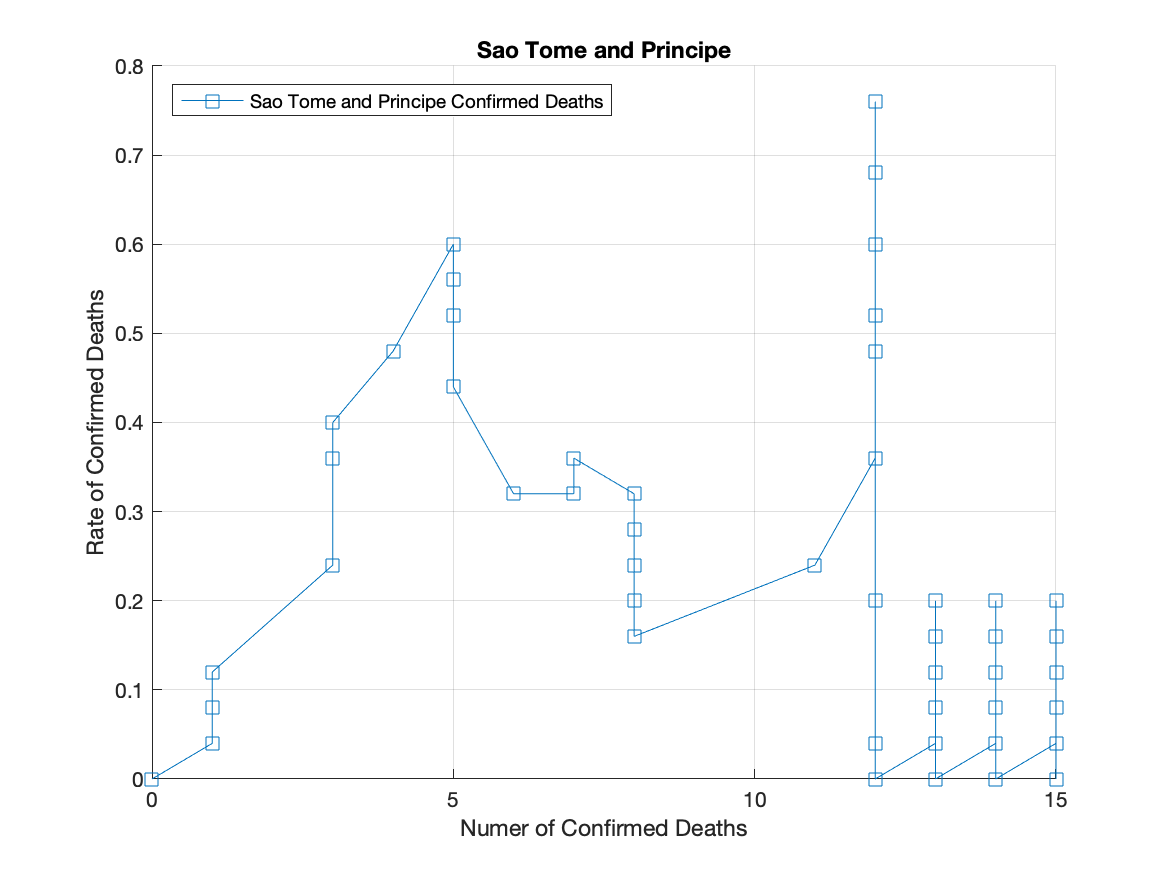 Sao Tome and Principe
Sao Tome and Principe Confirmed Deaths
Rate of Confirmed Deaths
0.8
0.7
0.6
0.5
0.4
0.3
0.2
0.1
0
0 5 10 15
Numer of Confirmed Deaths